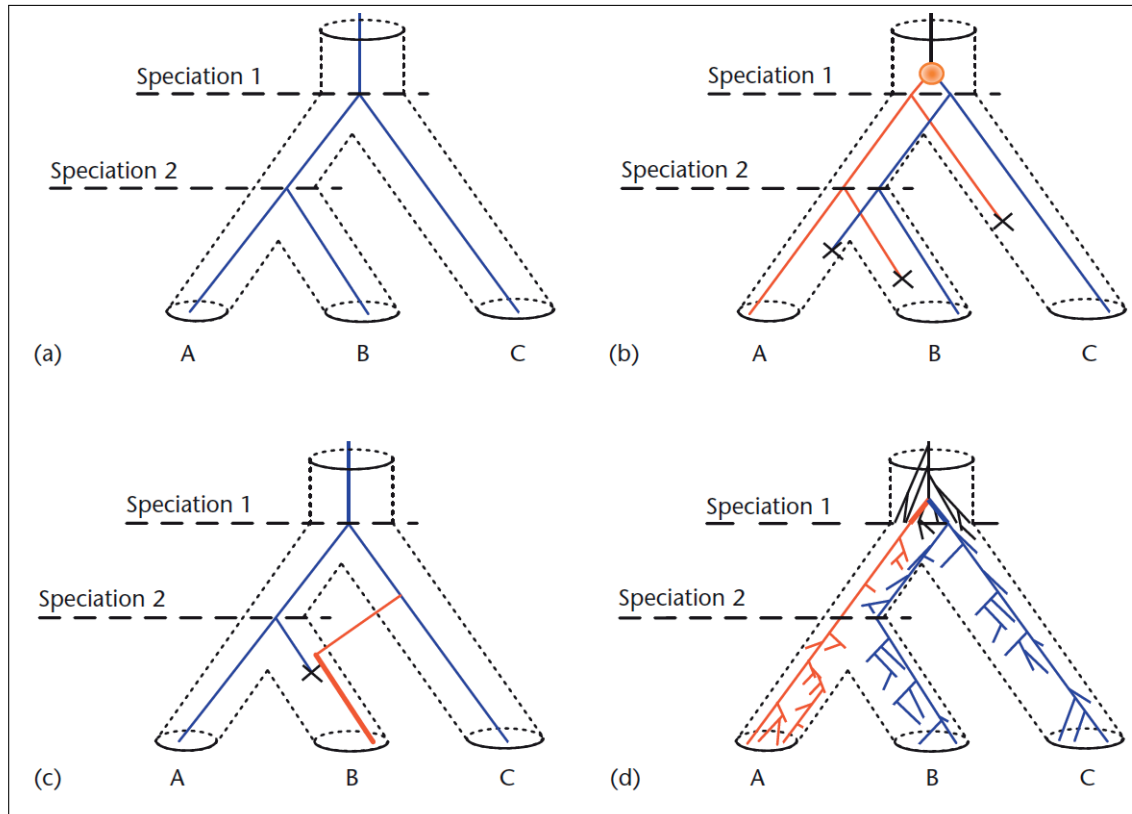 Speciation 1
Speciation 2
(a) A B C
Speciation 1
Speciation 2
(b) A B C
Speciation 1
Speciation 2
(c) A B C
Speciation 1
Speciation 2
(d) A B C